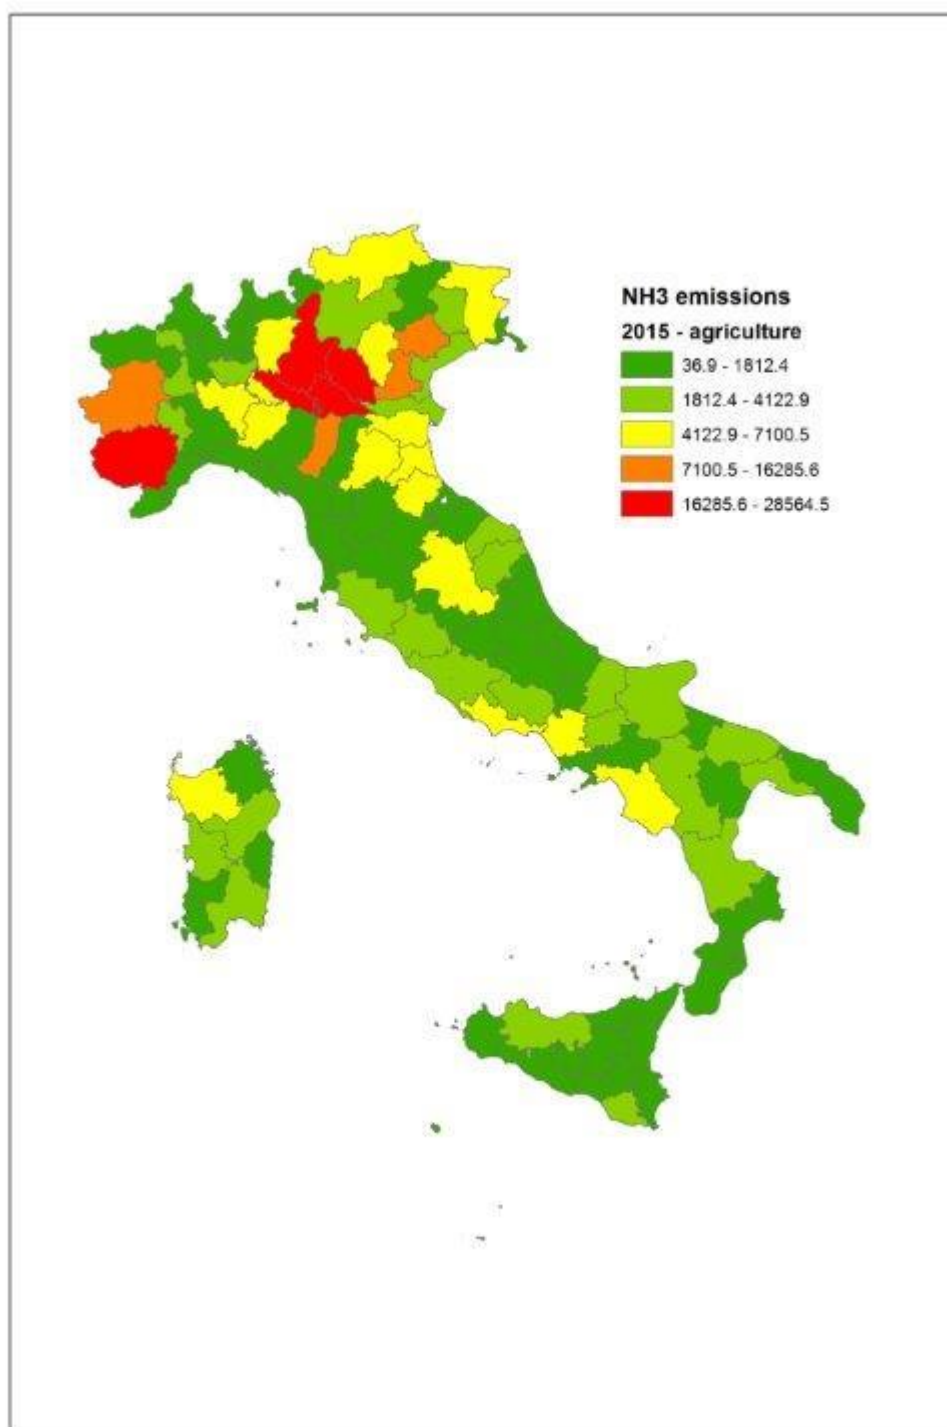 NH3 emissions
2015 - agriculture
36.9 - 1812.4
1812.4 - 4122.9
4122.9 - 7100.5
7100.5 - 16285.6
16285.6 - 28564.5